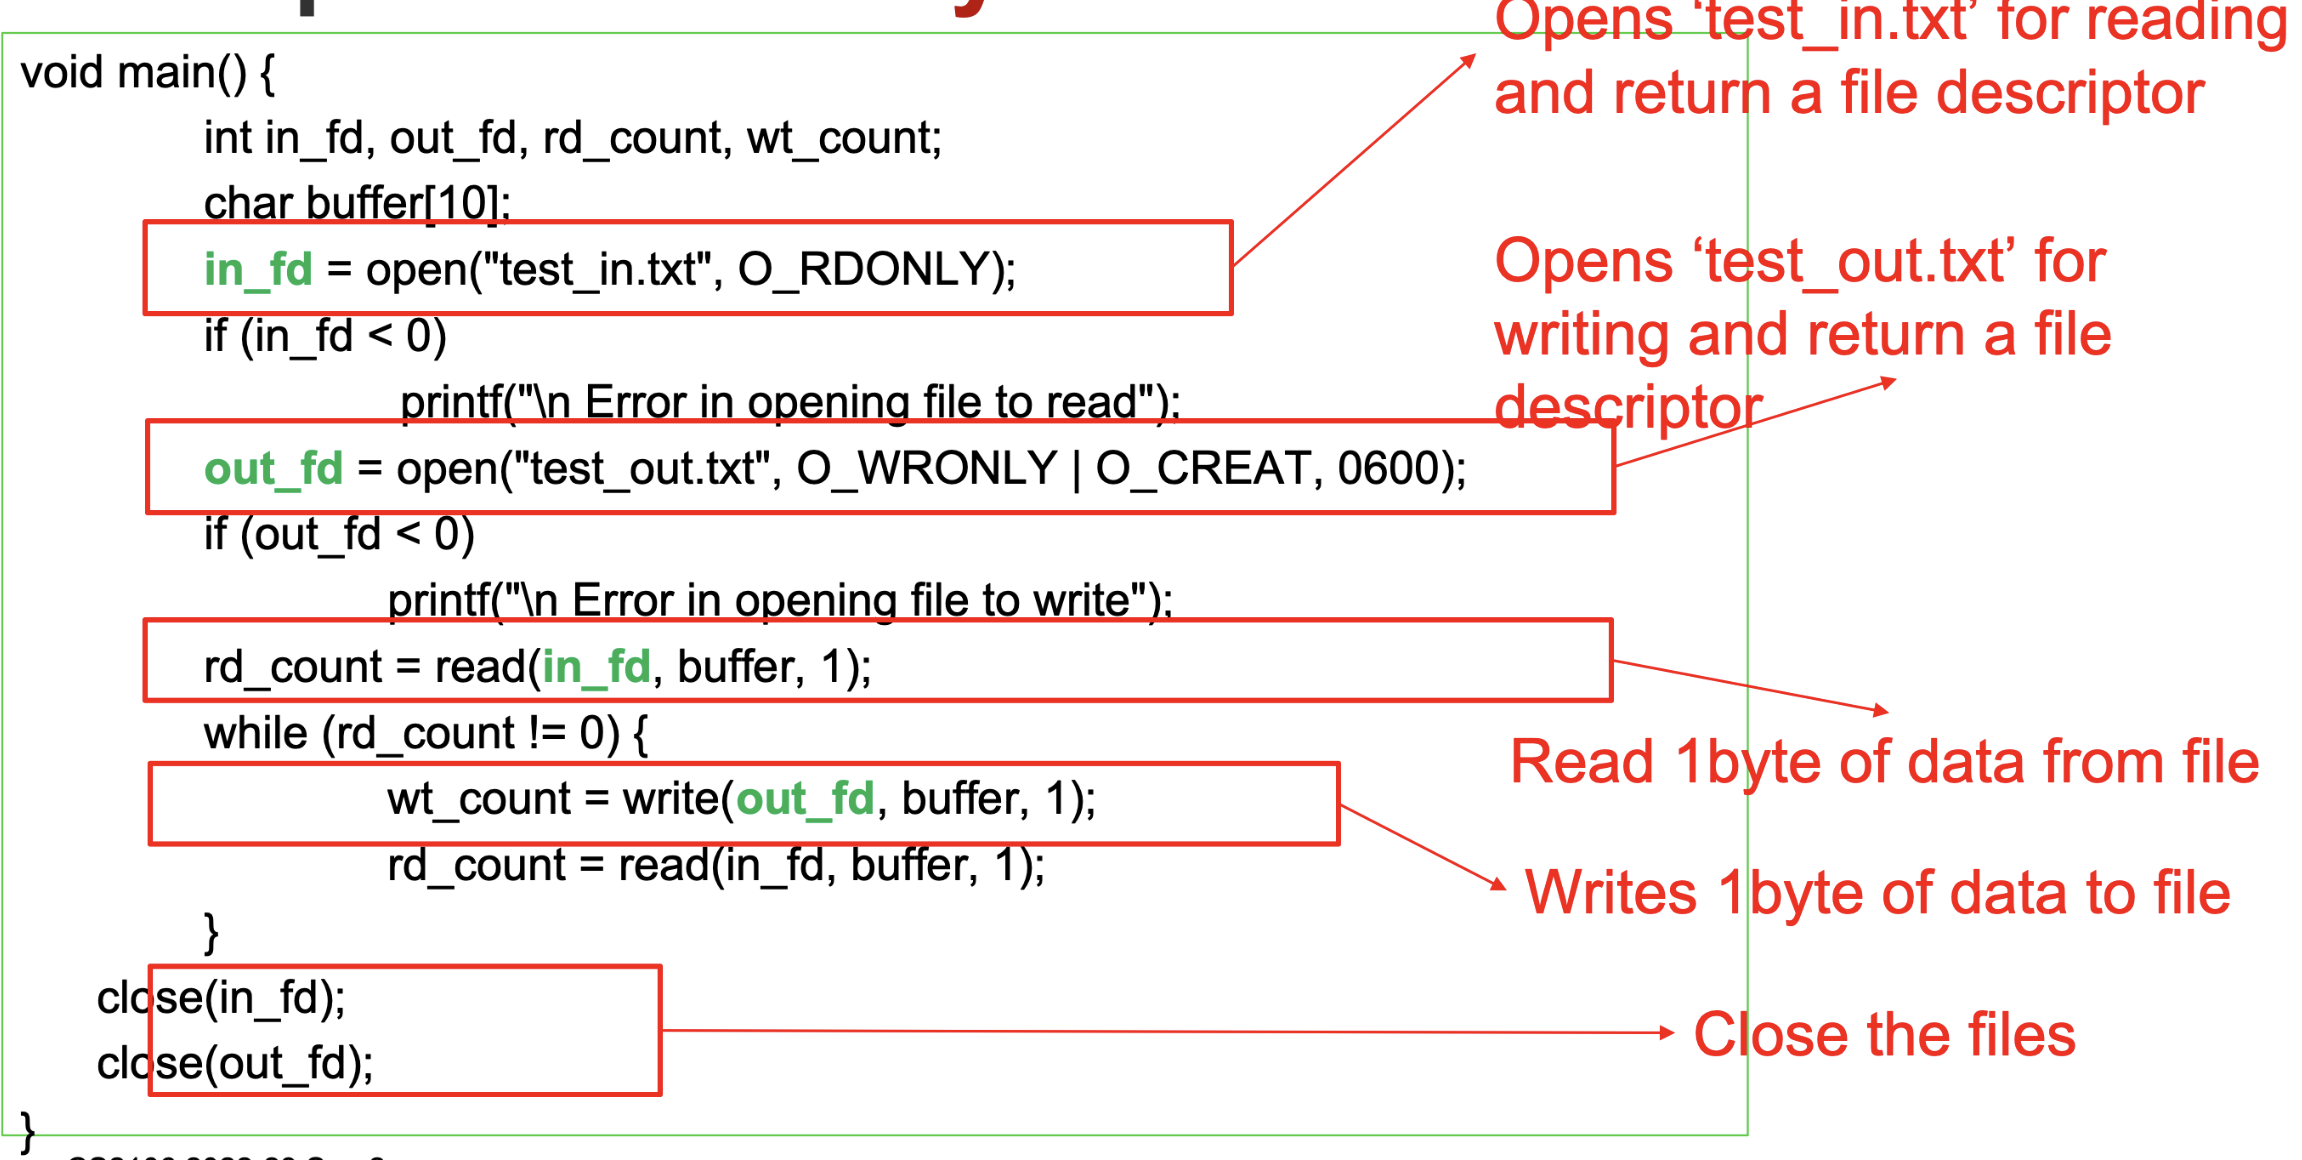 void main() {
int in_fd, out_fd, rd_count, wt_count;
char buffer[10];
in_fd = open("test_in.txt", O_RDONLY);
if (in_fd < 0)
printf("\n Error in opening file to read");
out_fd = open("test_out.txt", O_WRONLY | O_CREAT, 0600);
if (out_fd < 0)
printf("\n Error in opening file to write");
rd_count = read(in_fd, buffer, 1);
while (rd_count != 0) {
wt_count = write(out_fd, buffer, 1);
rd_count = read(in_fd, buffer, 1);
}
close(in_fd);
close(out_fd);
}
Opens ‘test_in.txt’ for reading
and return a file descriptor
Opens ‘test_out.txt’ for
writing and return a file
descriptor
Read 1byte of data from file
Writes 1byte of data to file
Close the files